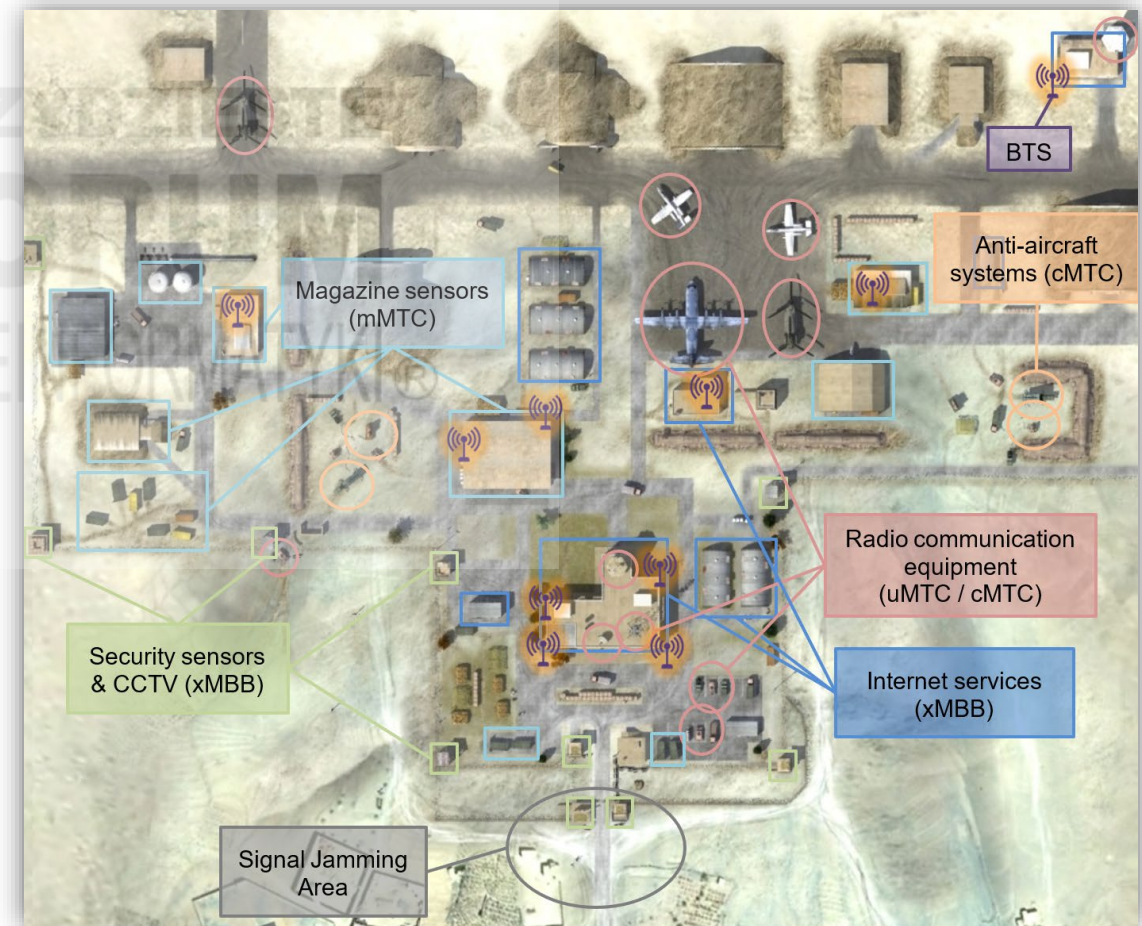 BTS
Anti-aircraft
systems (cMTC)
Magazine sensors
(mMTC)
Radio communication
equipment
(uMTC / cMTC)
Security sensors
& CCTV (xMBB)
Internet services
(xMBB)
Signal Jamming
Area